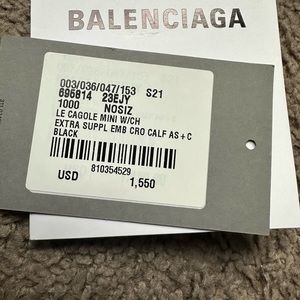 BALENCIAGA
003/036/047/153 S21
695814 23EJY
1000 NOSIZ
LE CAGOLE MINI W/CH
EXTRA SUPPL EMB CRO CALF AS+C
BLACK
810354529
USD 1,550